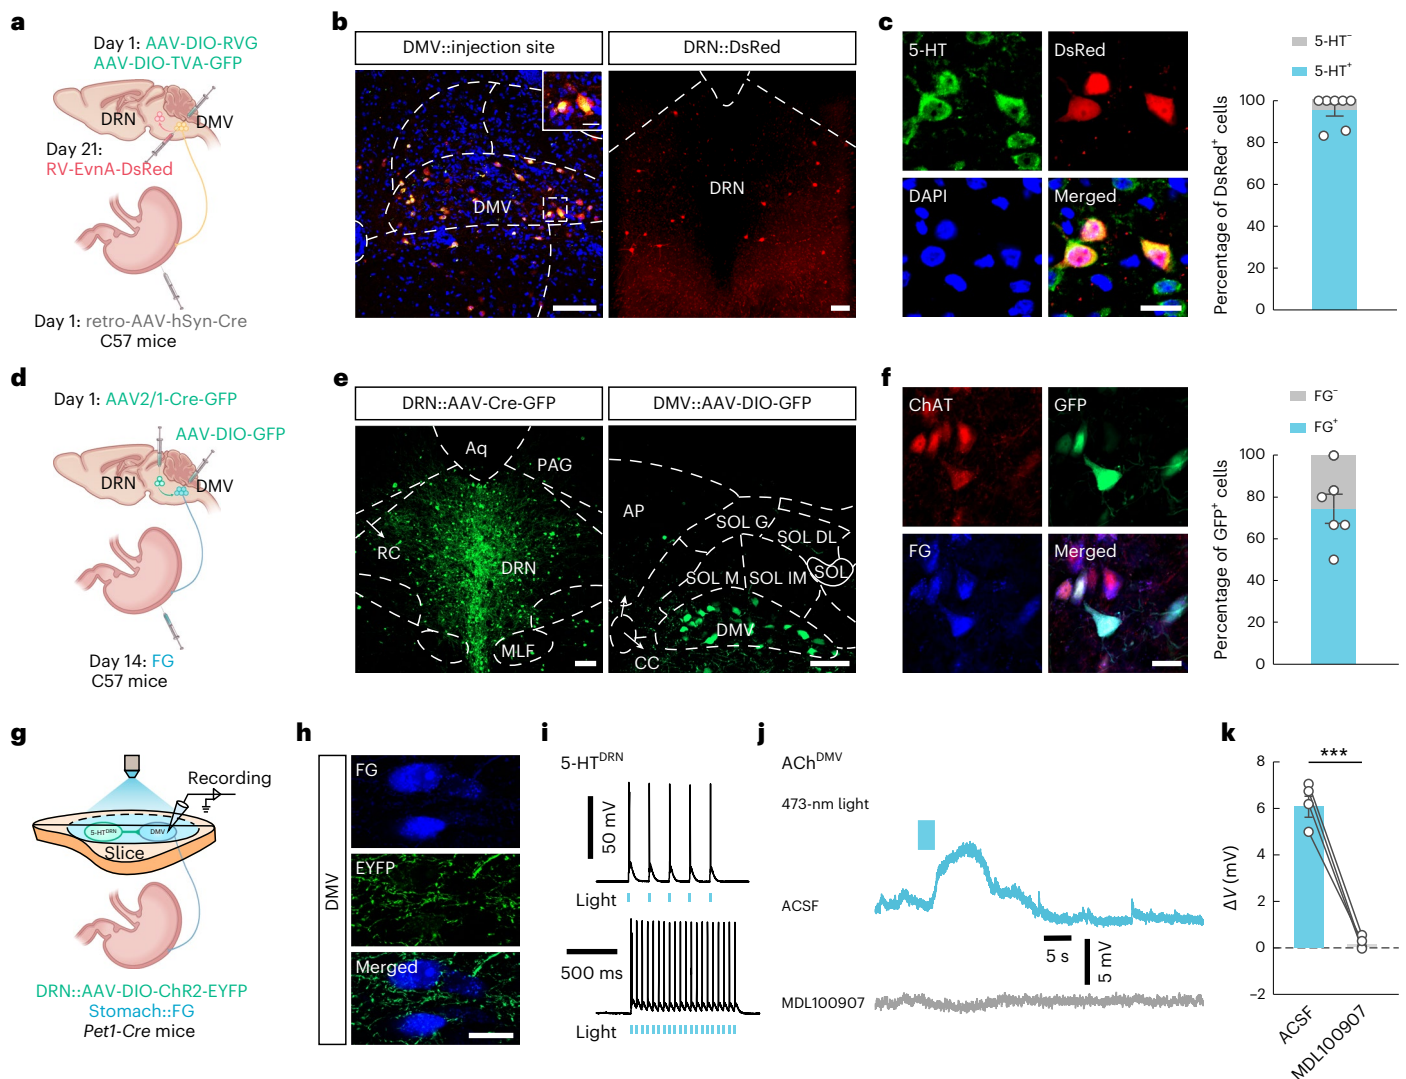 a
Day 1: AAV-DIO-RVG
AAV-DIO-TVA-GFP
DRN
DMV
Day 21:
RV-EvnA-DsRed
Day 1: retro-AAV-hSyn-Cre
C57 mice
b
DMV::injection site
DRN::DsRed
DMV
DRN
c
5-HT
DsRed
DAPI
Merged
5-HT⁻
5-HT⁺
Percentage of DsRed⁺ cells
100
80
60
40
20
0
d
Day 1: AAV2/1-Cre-GFP
AAV-DIO-GFP
DRN
DMV
Day 14: FG
C57 mice
e
DRN::AAV-Cre-GFP
DMV::AAV-DIO-GFP
Aq
PAG
RC
DRN
MLF
AP
SOL G
SOL DL
SOL M
SOL IM
SOL
DMV
CC
f
ChAT
GFP
FG
Merged
FG⁻
FG⁺
Percentage of GFP⁺ cells
100
80
60
40
20
0
g
Recording
5-HTᴰᴿᴺ
DMV
Slice
DRN::AAV-DIO-ChR2-EYFP
Stomach::FG
Pet1-Cre mice
h
DMV
FG
EYFP
Merged
i
5-HTᴰᴿᴺ
50 mV
Light
500 ms
Light
j
AChᴰᴹⱽ
473-nm light
ACSF
5 s
5 mV
MDL100907
k
***
ΔV (mV)
8
6
4
2
0
−2
ACSF
MDL100907